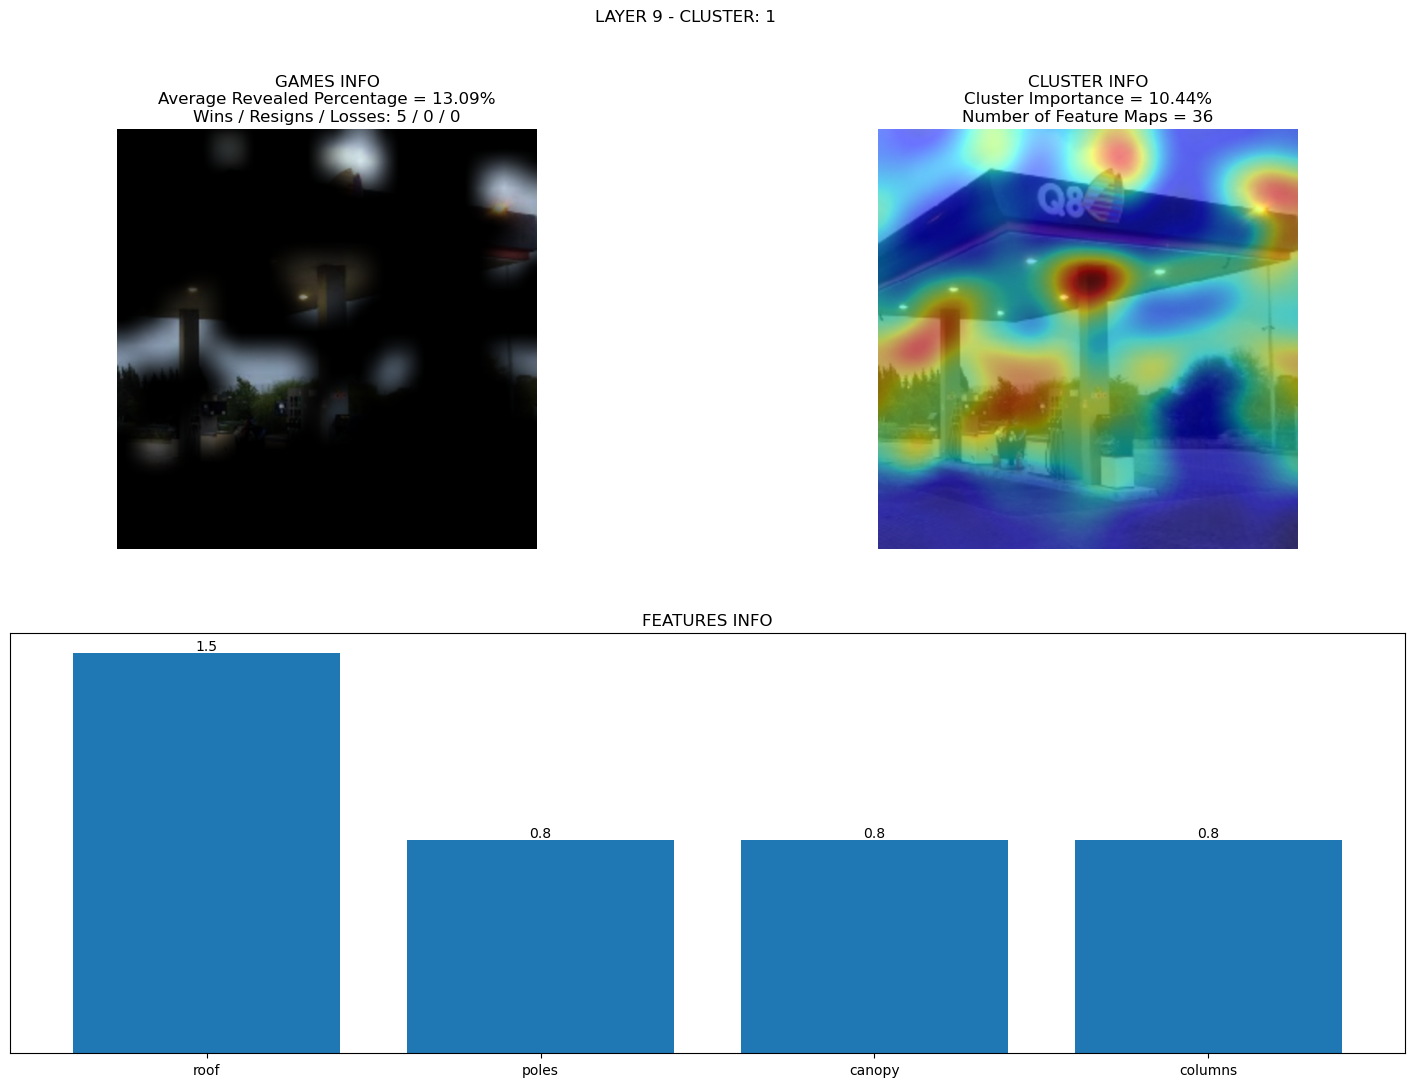 LAYER 9 - CLUSTER: 1
GAMES INFO
Average Revealed Percentage = 13.09%
Wins / Resigns / Losses: 5 / 0 / 0
CLUSTER INFO
Cluster Importance = 10.44%
Number of Feature Maps = 36
Q8
FEATURES INFO
1.5
0.8
0.8
0.8
roof
poles
canopy
columns